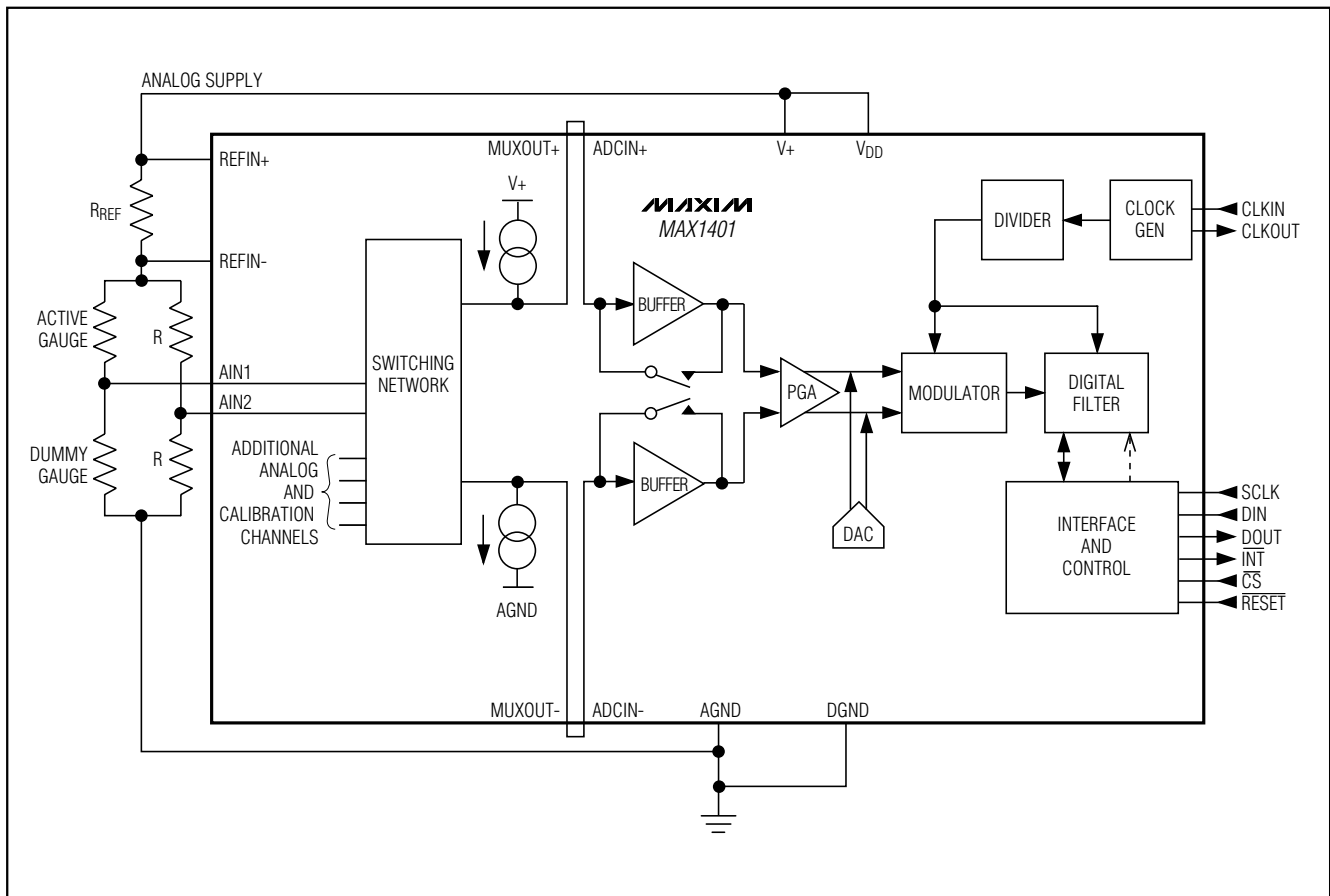 ANALOG SUPPLY
MUXOUT+
ADCIN+
V+
VDD
REFIN+
RREF
REFIN-
V+
MAXIM
MAX1401
DIVIDER
CLOCK
GEN
CLKIN
CLKOUT
ACTIVE
GAUGE
R
AIN1
AIN2
SWITCHING
NETWORK
BUFFER
PGA
MODULATOR
DIGITAL
FILTER
DUMMY
GAUGE
R
ADDITIONAL
ANALOG
AND
CALIBRATION
CHANNELS
BUFFER
DAC
AGND
INTERFACE
AND
CONTROL
SCLK
DIN
DOUT
INT
CS
RESET
MUXOUT-
ADCIN-
AGND
DGND